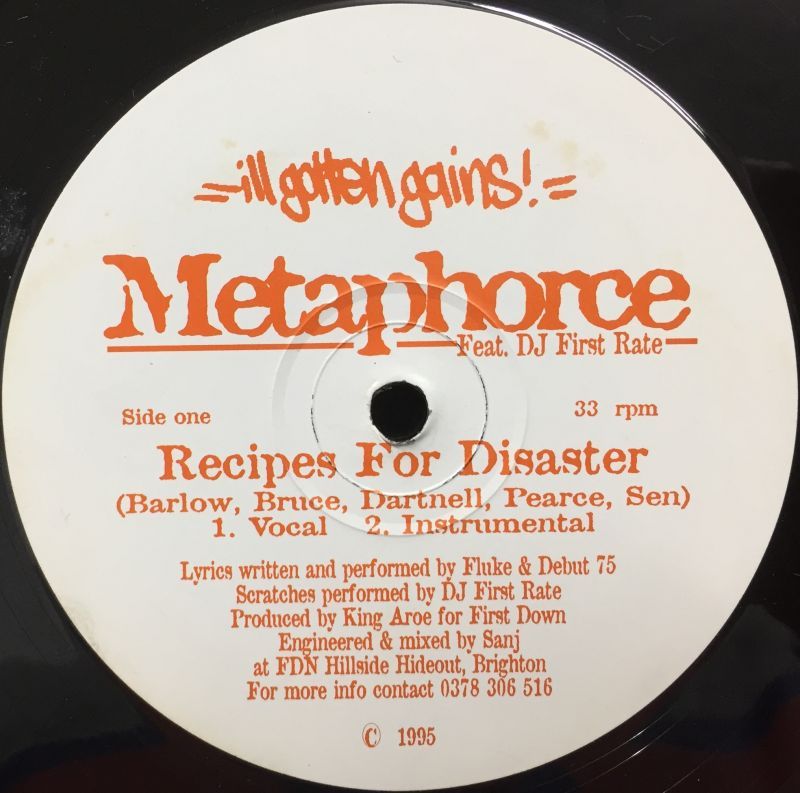 =ill gotten gains!=
Metaphorce
Feat. DJ First Rate
Side one 33 rpm
Recipes For Disaster
(Barlow, Bruce, Dartnell, Pearce, Sen)
1. Vocal 2. Instrumental
Lyrics written and performed by Fluke & Debut 75
Scratches performed by DJ First Rate
Produced by King Aroe for First Down
Engineered & mixed by Sanj
at FDN Hillside Hideout, Brighton
For more info contact 0378 306 516
© 1995